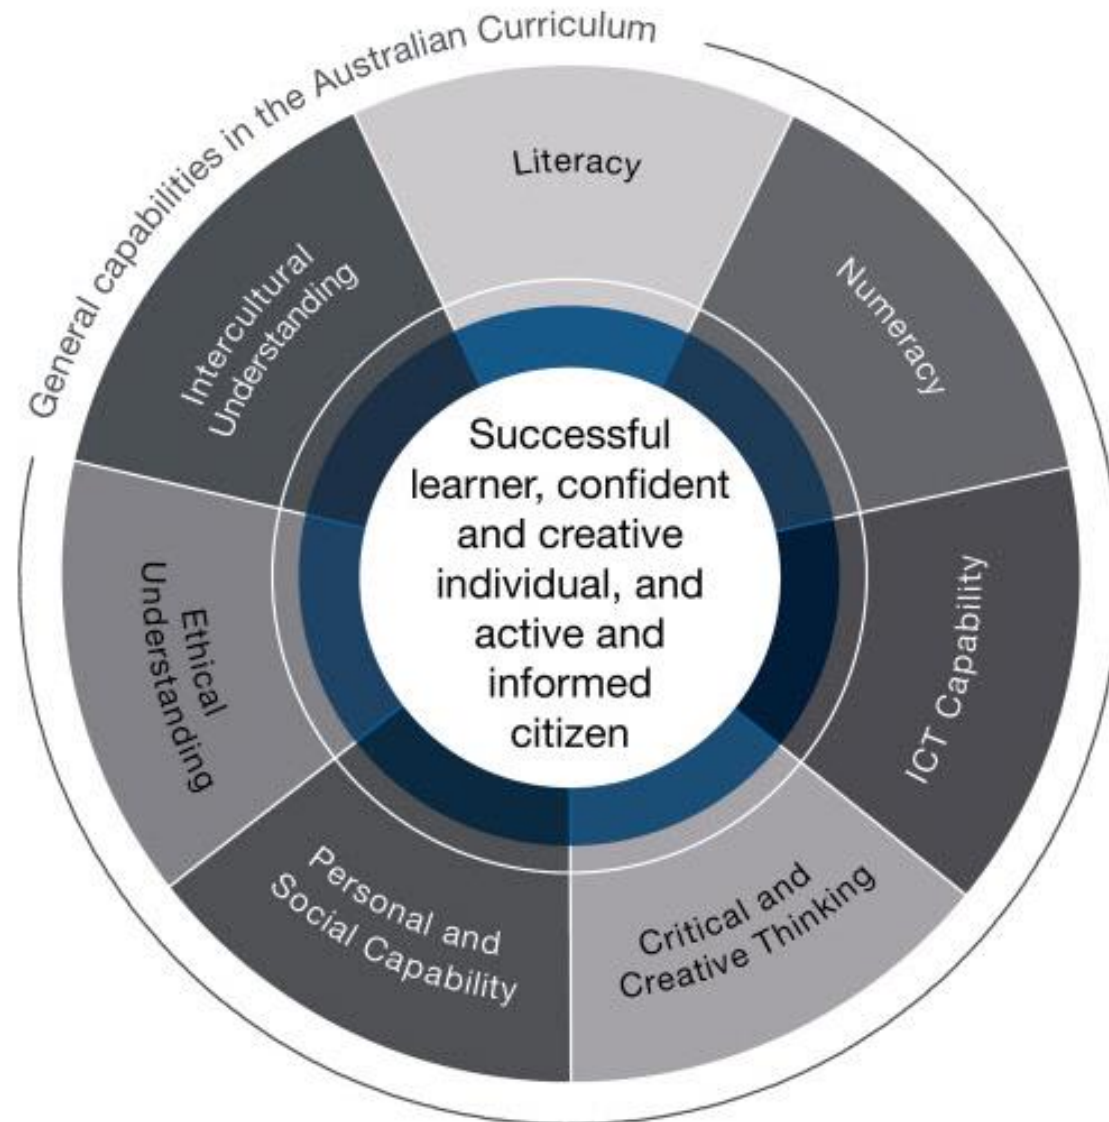 General capabilities in the Australian Curriculum
Literacy
Numeracy
ICT Capability
Critical and
Creative Thinking
Personal and
Social Capability
Ethical
Understanding
Intercultural
Understanding
Successful
learner, confident
and creative
individual, and
active and
informed
citizen